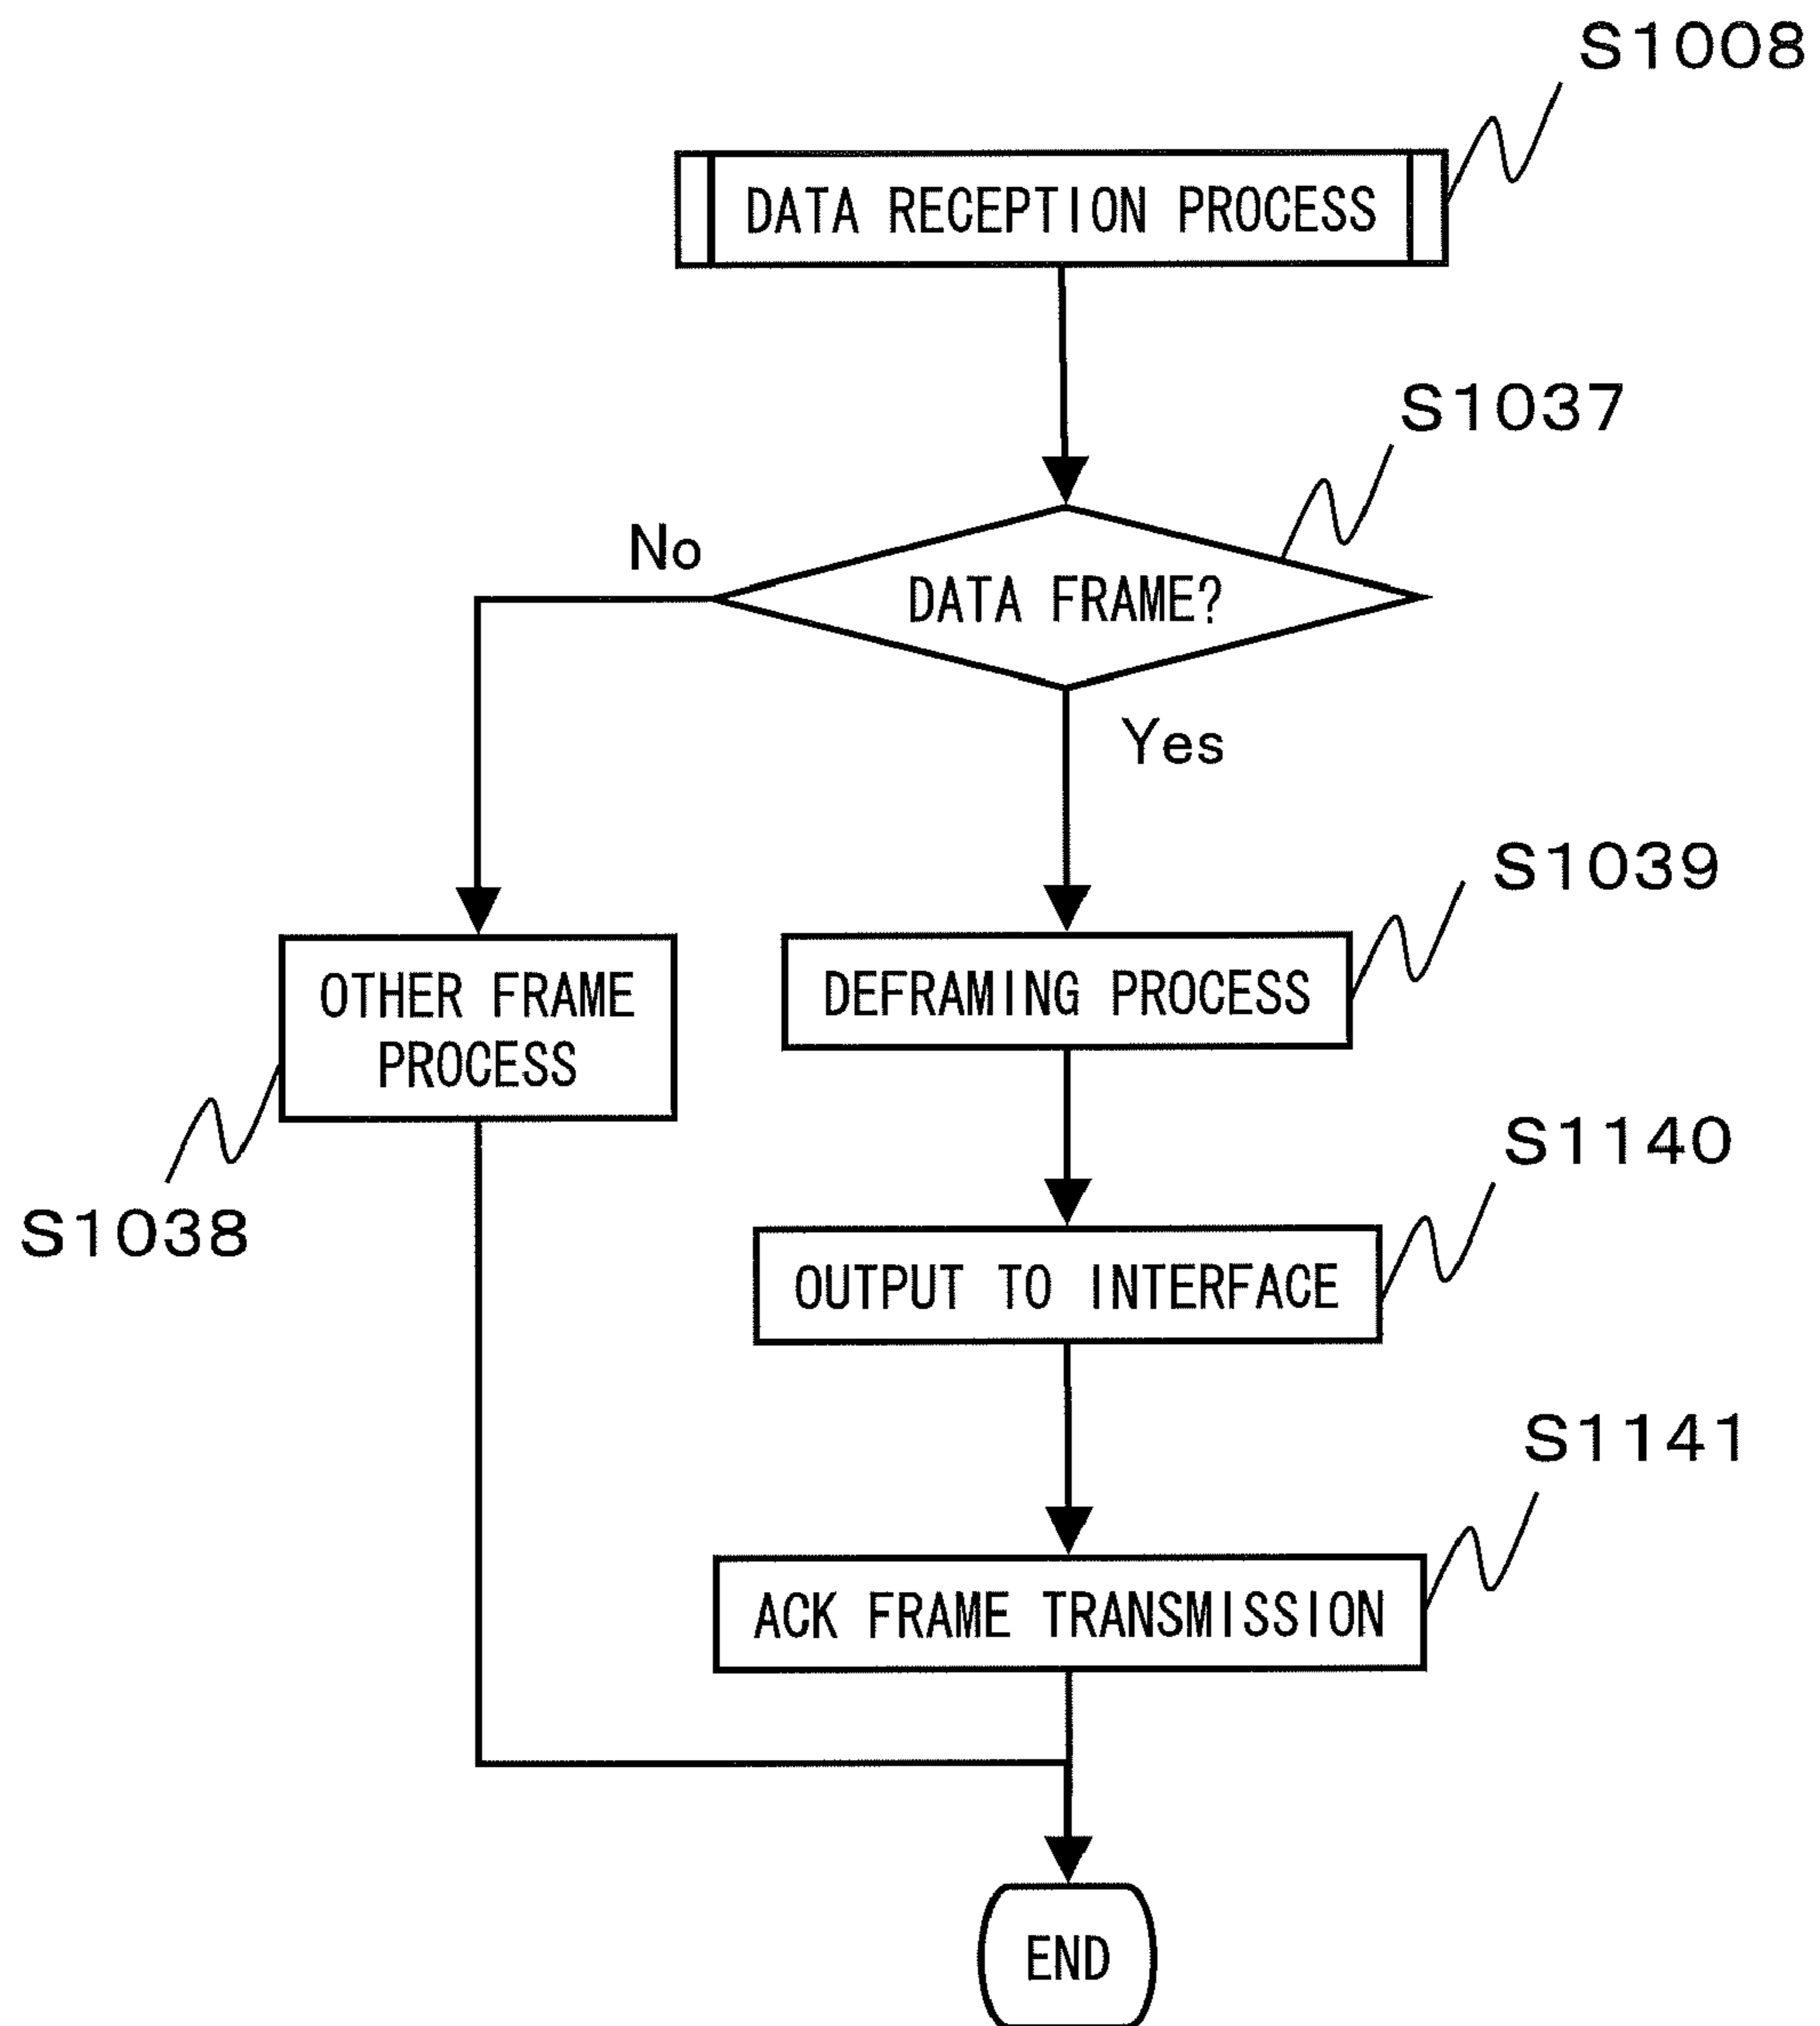 S1008
DATA RECEPTION PROCESS
S1037
No
DATA FRAME?
Yes
S1039
OTHER FRAME
PROCESS
DEFRAMING PROCESS
S1038
S1140
OUTPUT TO INTERFACE
S1141
ACK FRAME TRANSMISSION
END